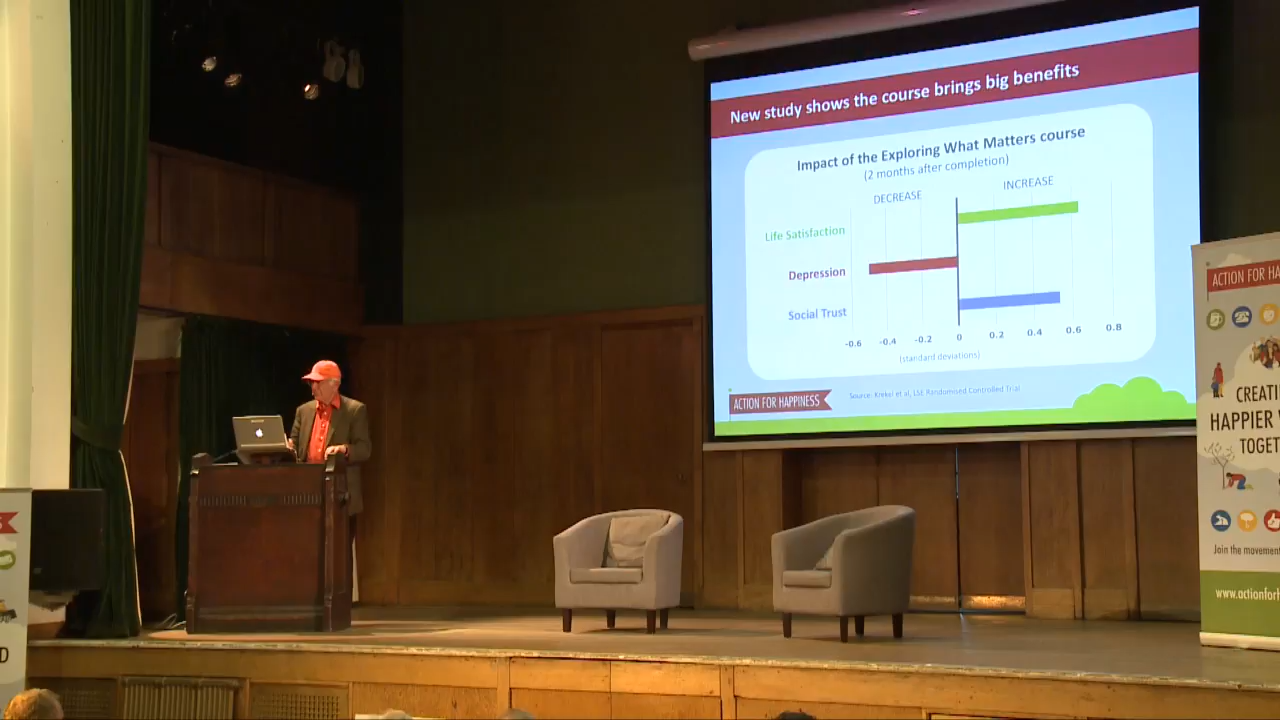 New study shows the course brings big benefits
Impact of the Exploring What Matters course
(2 months after completion)
DECREASE
INCREASE
Life Satisfaction
Depression
Social Trust
-0.6 -0.4 -0.2 0 0.2 0.4 0.6 0.8
(standard deviations)
ACTION FOR HAPPINESS
Source: Krekel et al, LSE Randomised Controlled Trial
ACTION FOR HA
CREATI
HAPPIER
TOGET
Join the movement
www.actionforH
S
D